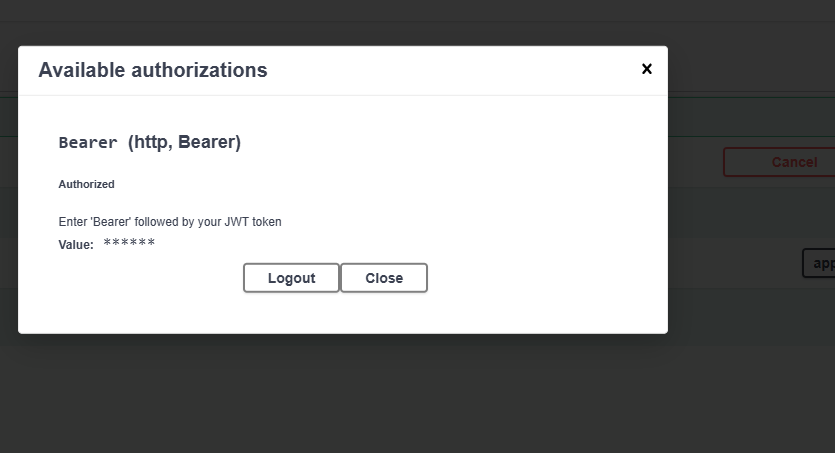 Available authorizations
Bearer (http, Bearer)
Cancel
Authorized
Enter 'Bearer' followed by your JWT token
Value: ******
app
Logout Close